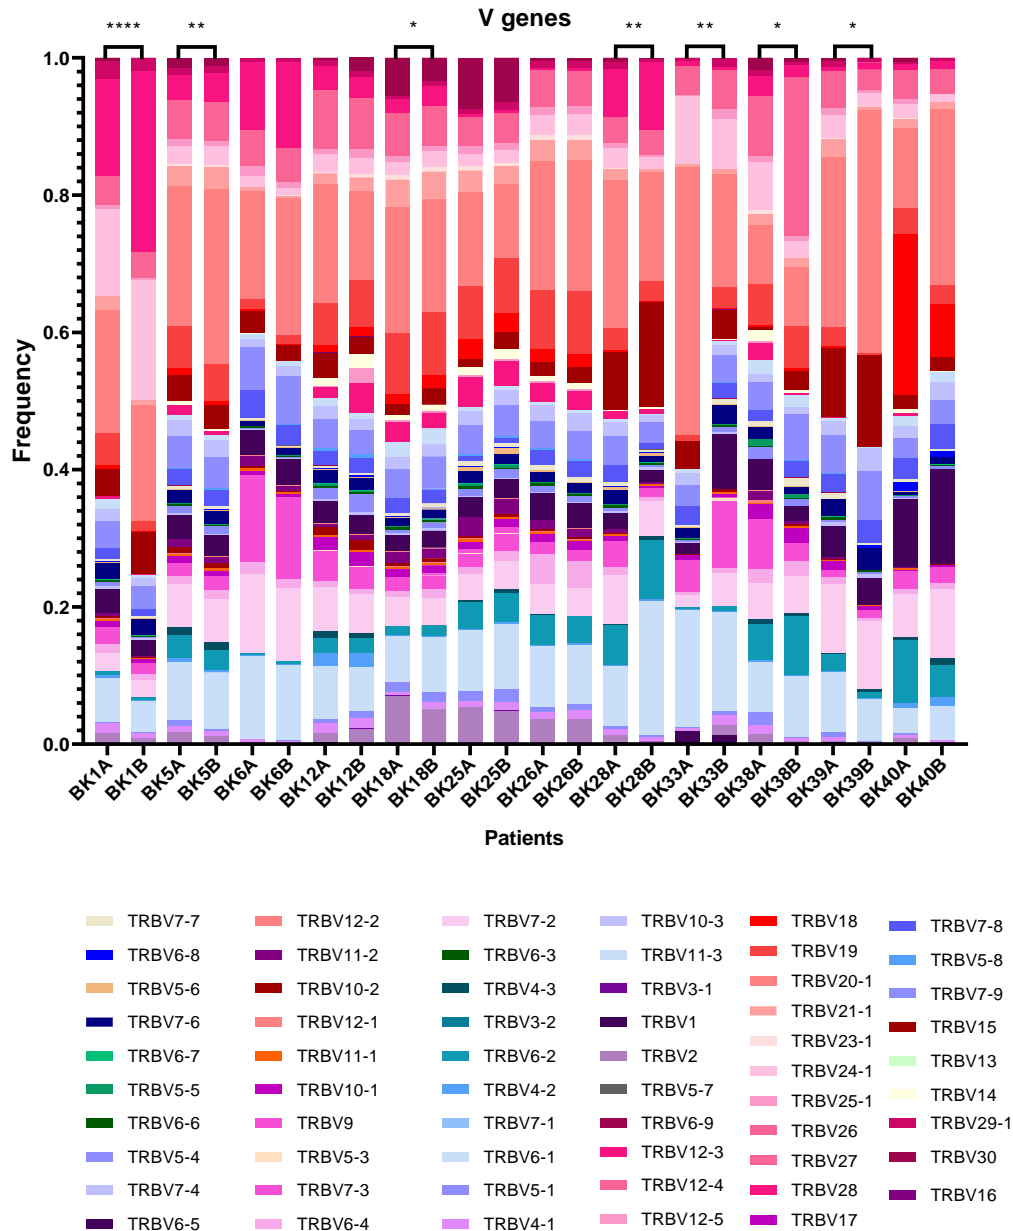 V genes
**** ** * ** ** * *
Frequency
1.0
0.8
0.6
0.4
0.2
0.0
BK1A BK1B BK5A BK5B BK6A BK6B BK12A BK12B BK18A BK18B BK25A BK25B BK26A BK26B BK28A BK28B BK33A BK33B BK38A BK38B BK39A BK39B BK40A BK40B
Patients
TRBV7-7
TRBV6-8
TRBV5-6
TRBV7-6
TRBV6-7
TRBV5-5
TRBV6-6
TRBV5-4
TRBV7-4
TRBV6-5
TRBV12-2
TRBV11-2
TRBV10-2
TRBV12-1
TRBV11-1
TRBV10-1
TRBV9
TRBV5-3
TRBV7-3
TRBV6-4
TRBV7-2
TRBV6-3
TRBV4-3
TRBV3-2
TRBV6-2
TRBV4-2
TRBV7-1
TRBV6-1
TRBV5-1
TRBV4-1
TRBV10-3
TRBV11-3
TRBV3-1
TRBV1
TRBV2
TRBV5-7
TRBV6-9
TRBV12-3
TRBV12-4
TRBV12-5
TRBV18
TRBV19
TRBV20-1
TRBV21-1
TRBV23-1
TRBV24-1
TRBV25-1
TRBV26
TRBV27
TRBV28
TRBV17
TRBV7-8
TRBV5-8
TRBV7-9
TRBV15
TRBV13
TRBV14
TRBV29-1
TRBV30
TRBV16